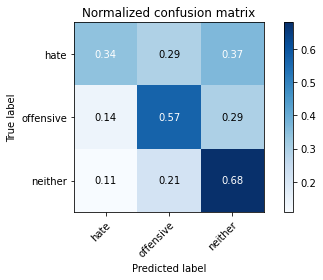 Normalized confusion matrix
True label
hate 0.34 0.29 0.37
offensive 0.14 0.57 0.29
neither 0.11 0.21 0.68
hate offensive neither
Predicted label
0.6
0.5
0.4
0.3
0.2